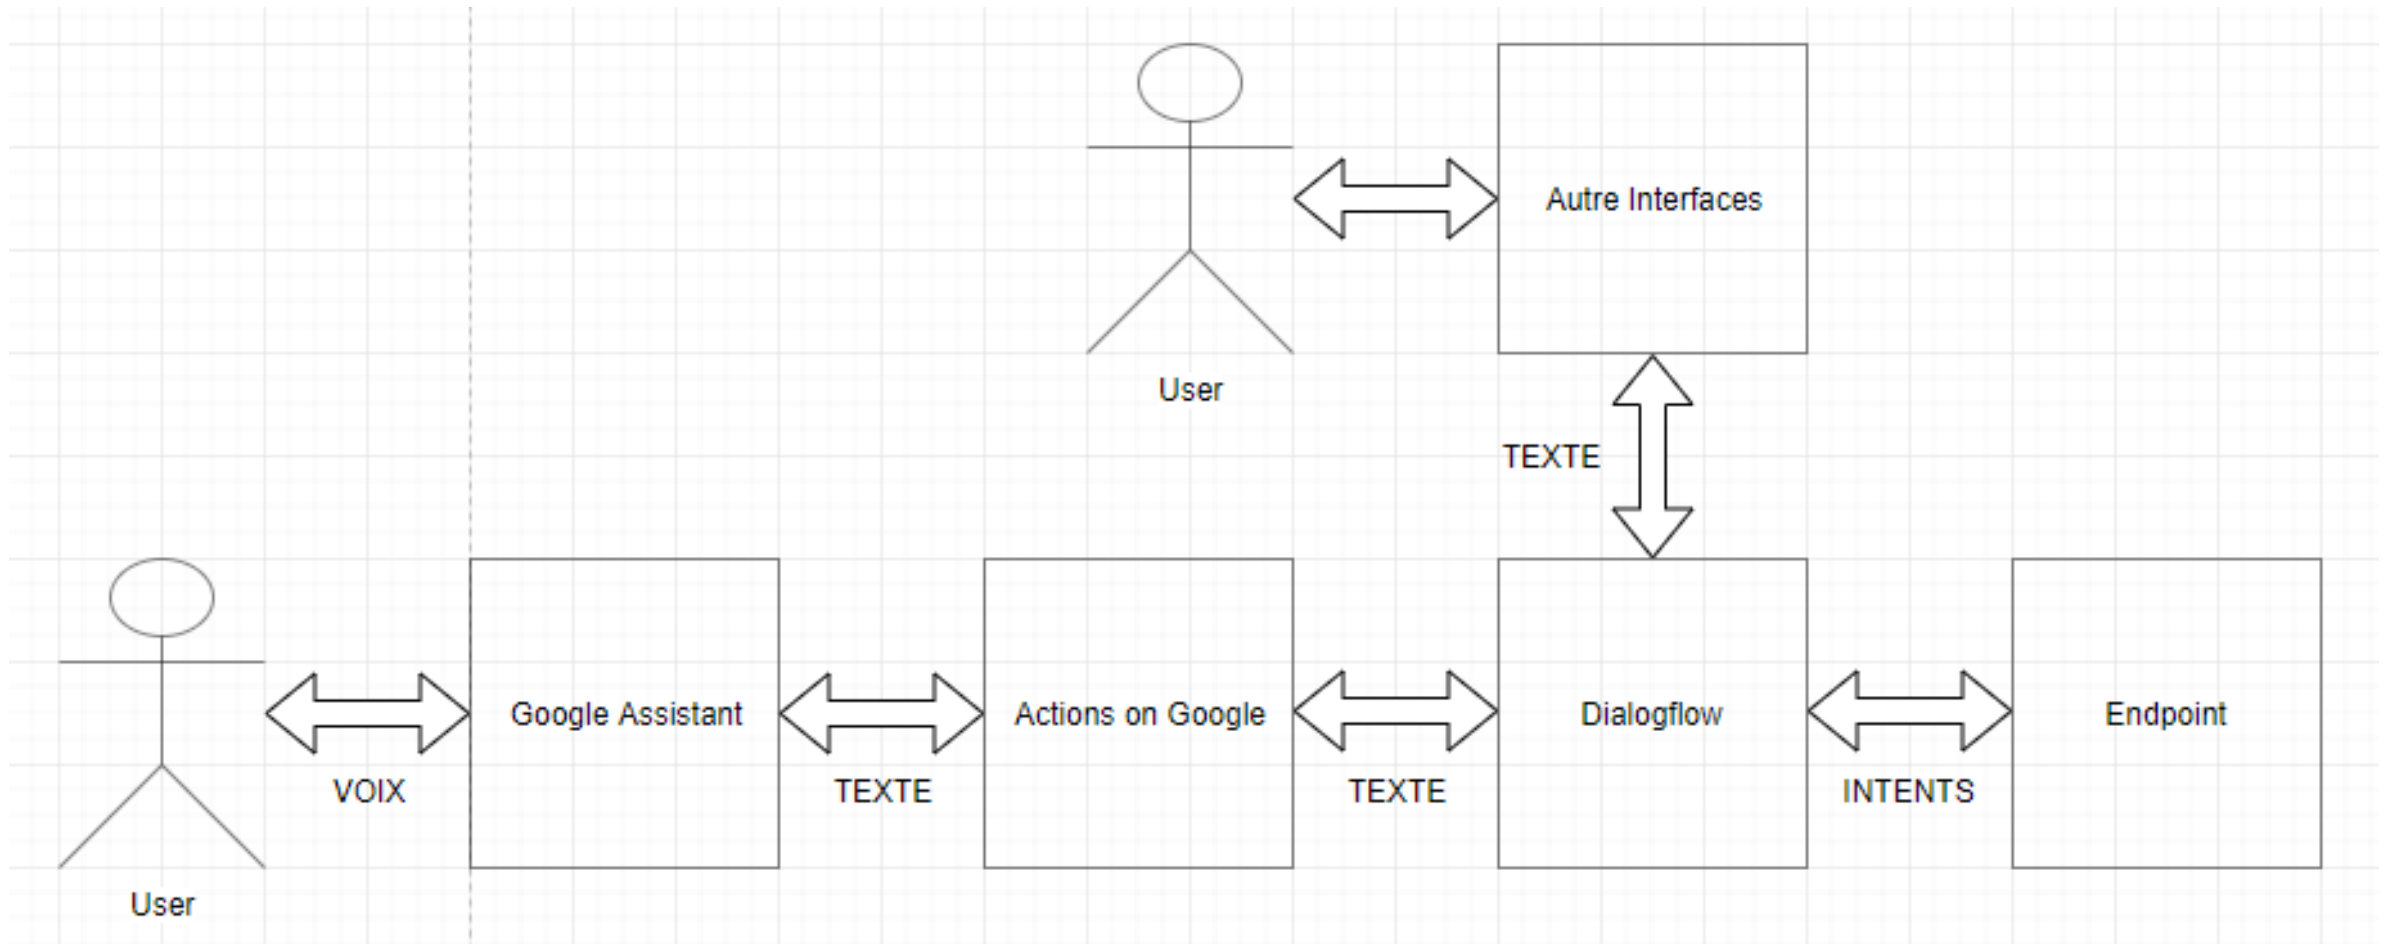 Autre Interfaces
User
TEXTE
Google Assistant
Actions on Google
Dialogflow
Endpoint
VOIX
TEXTE
TEXTE
INTENTS
User